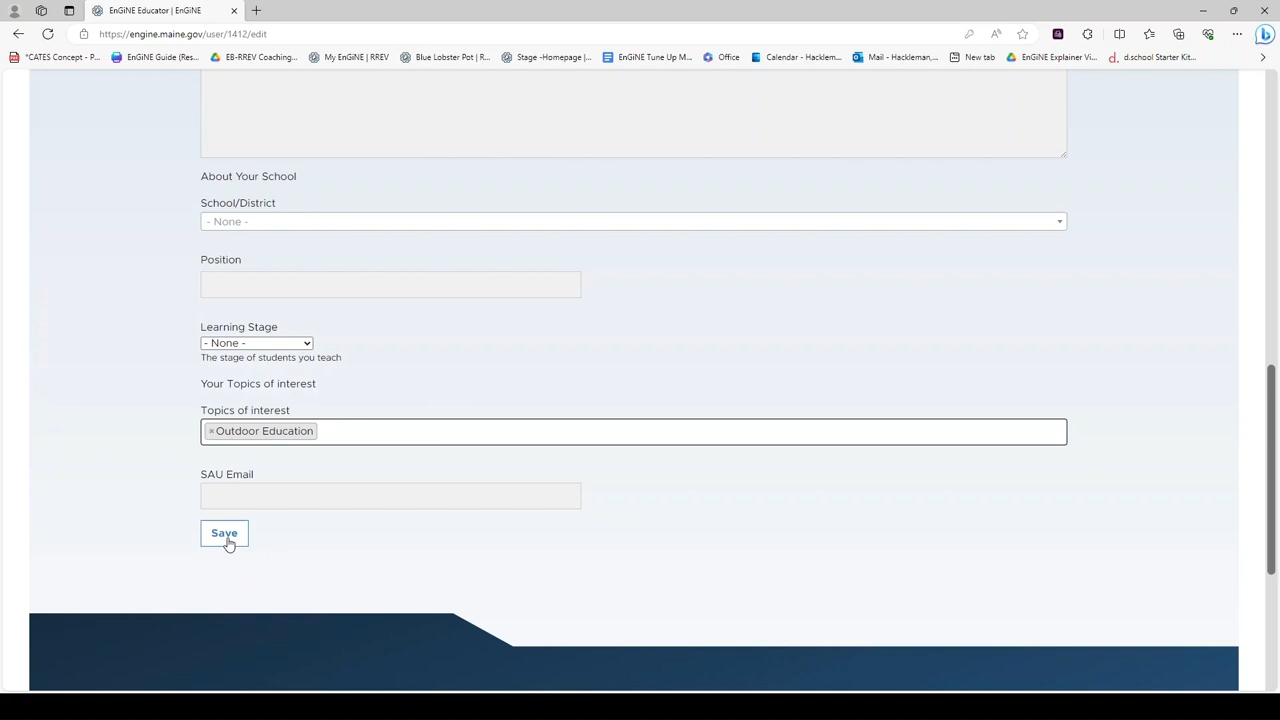 EnGiNE Educator | EnGiNE
https://engine.maine.gov/user/1412/edit
*CATES Concept - P...
EnGiNE Guide (Res...
EB-RREV Coaching...
My EnGiNE | RREV
Blue Lobster Pot | R...
Stage -Homepage |...
EnGiNE Tune Up M...
Office
Calendar - Hacklem...
Mail - Hackleman,...
New tab
EnGiNE Explainer Vi...
d.school Starter Kit...
About Your School
School/District
- None -
Position
Learning Stage
- None -
The stage of students you teach
Your Topics of interest
Topics of interest
×Outdoor Education
SAU Email
Save